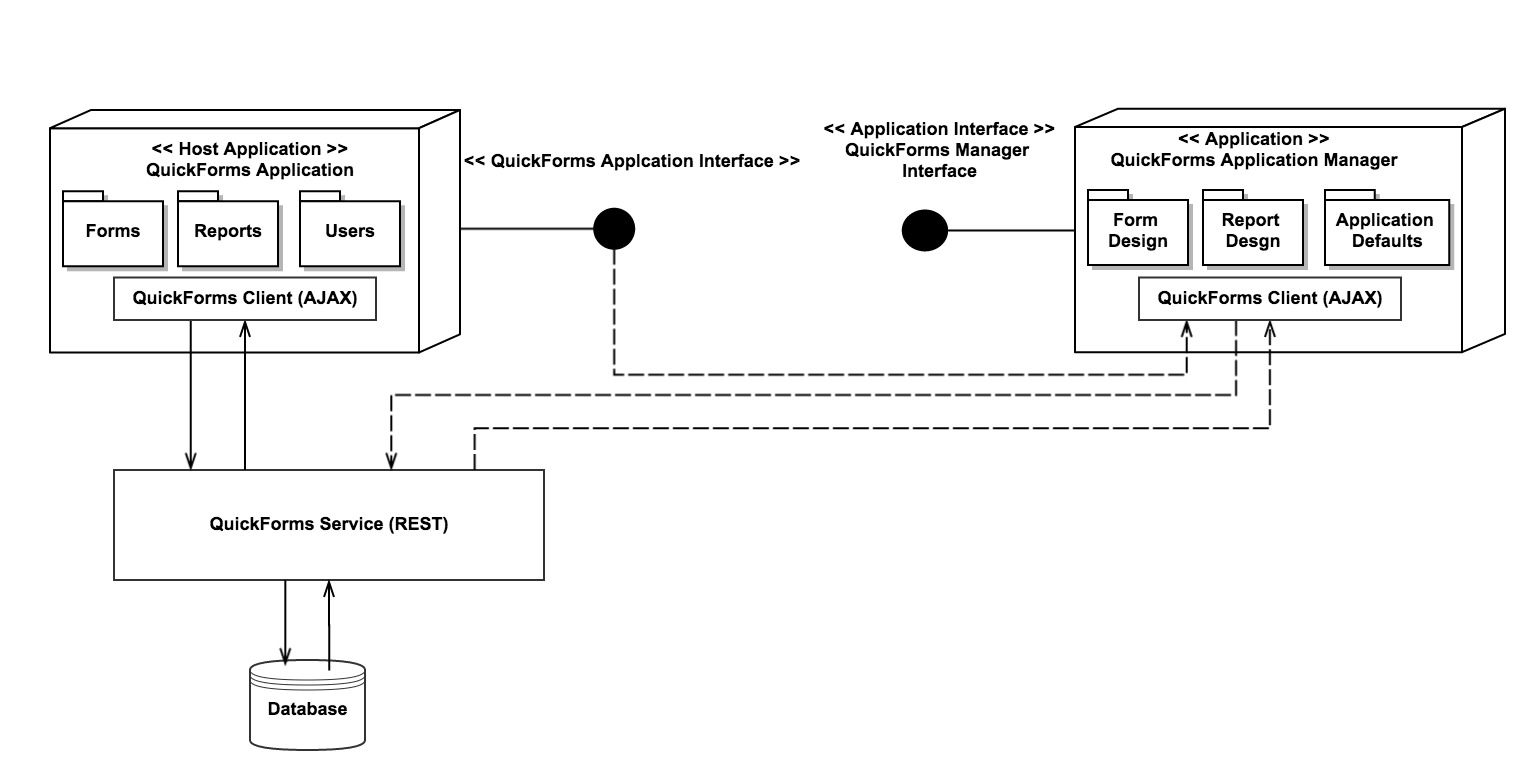 << Host Application >>
QuickForms Application
Forms
Reports
Users
QuickForms Client (AJAX)
<< QuickForms Applcation Interface >>
<< Application Interface >>
QuickForms Manager
Interface
<< Application >>
QuickForms Application Manager
Form
Design
Report
Desgn
Application
Defaults
QuickForms Client (AJAX)
QuickForms Service (REST)
Database